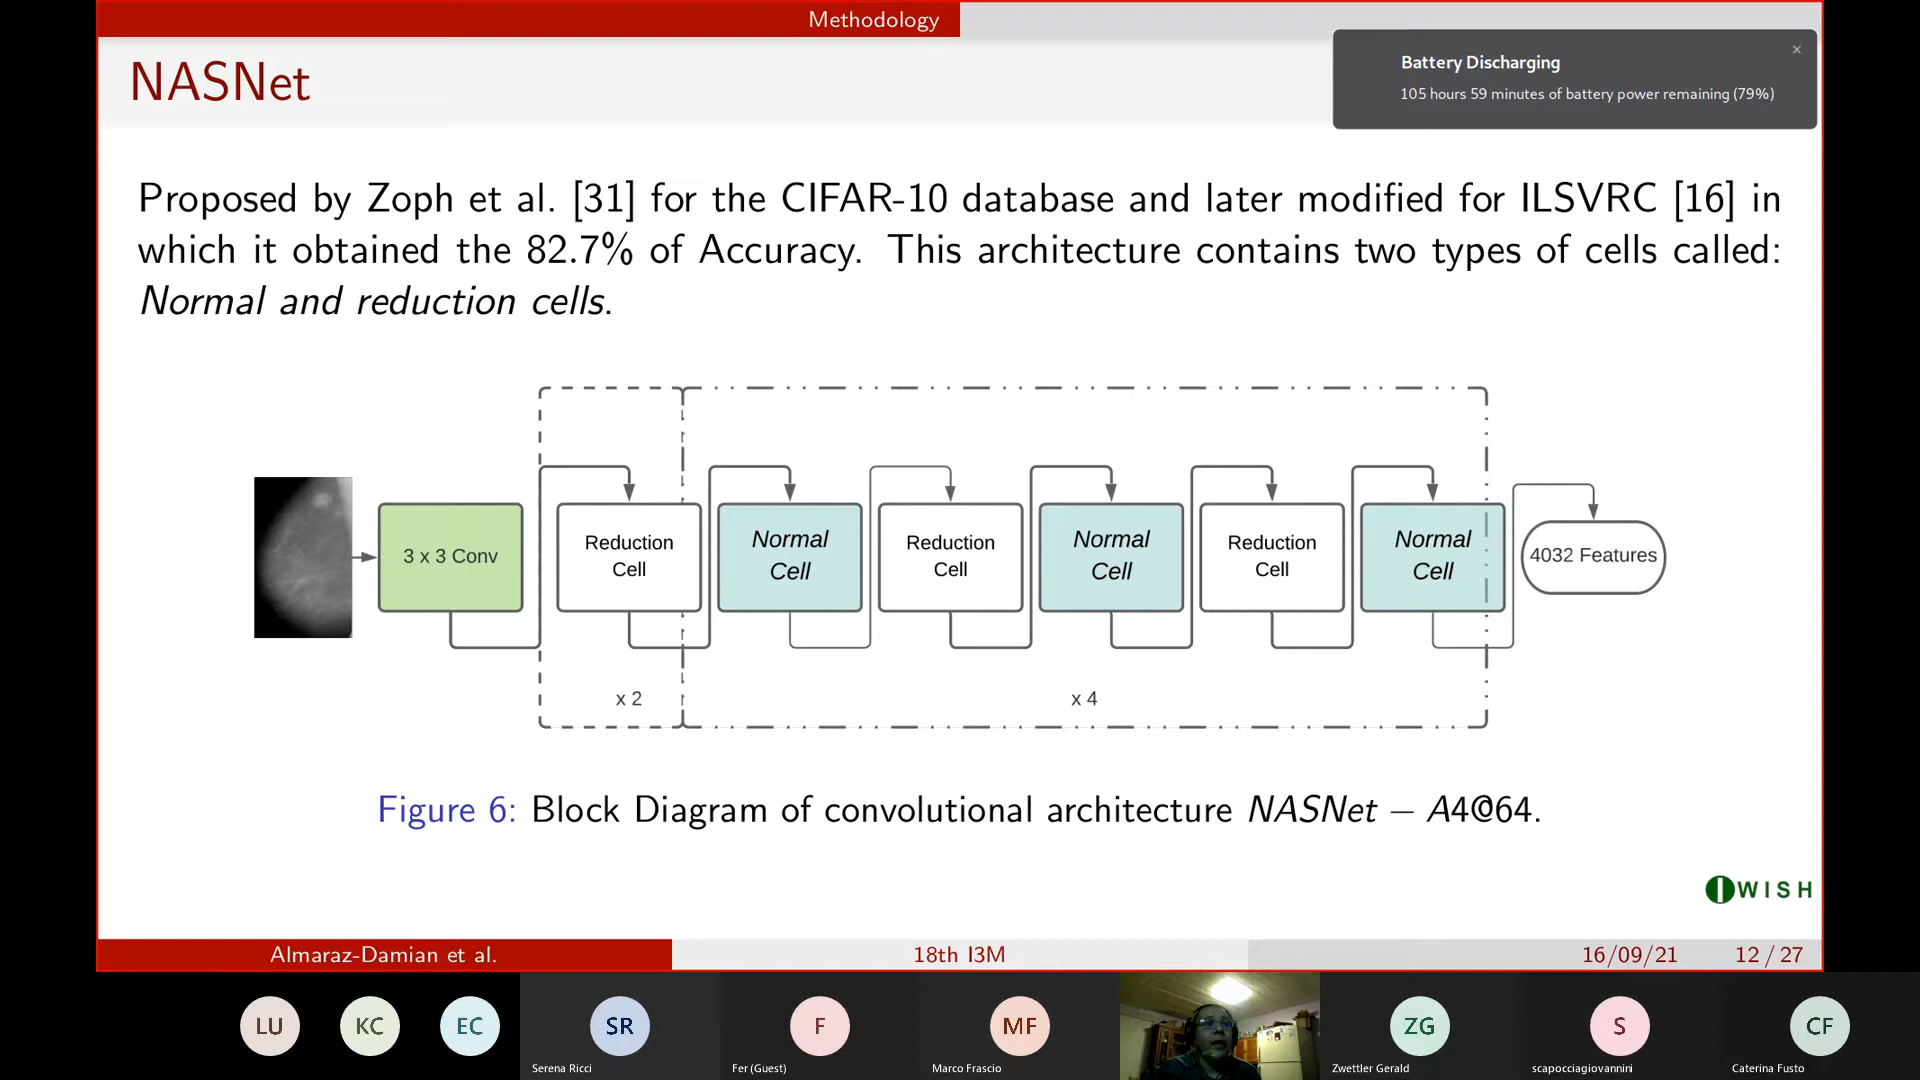 Methodology
NASNet
Battery Discharging
105 hours 59 minutes of battery power remaining (79%)
Proposed by Zoph et al. [31] for the CIFAR-10 database and later modified for ILSVRC [16] in
which it obtained the 82.7% of Accuracy. This architecture contains two types of cells called:
Normal and reduction cells.
3 x 3 Conv
Reduction
Cell
Normal
Cell
Reduction
Cell
Normal
Cell
Reduction
Cell
Normal
Cell
4032 Features
x 2
x 4
Figure 6: Block Diagram of convolutional architecture NASNet – A4@64.
WISH
Almaraz-Damian et al.
18th I3M
16/09/21
12 / 27
LU
KC
EC
SR
F
MF
ZG
S
CF
Serena Ricci
Fer (Guest)
Marco Frascio
Zwettler Gerald
scapocciagiovannini
Caterina Fusto